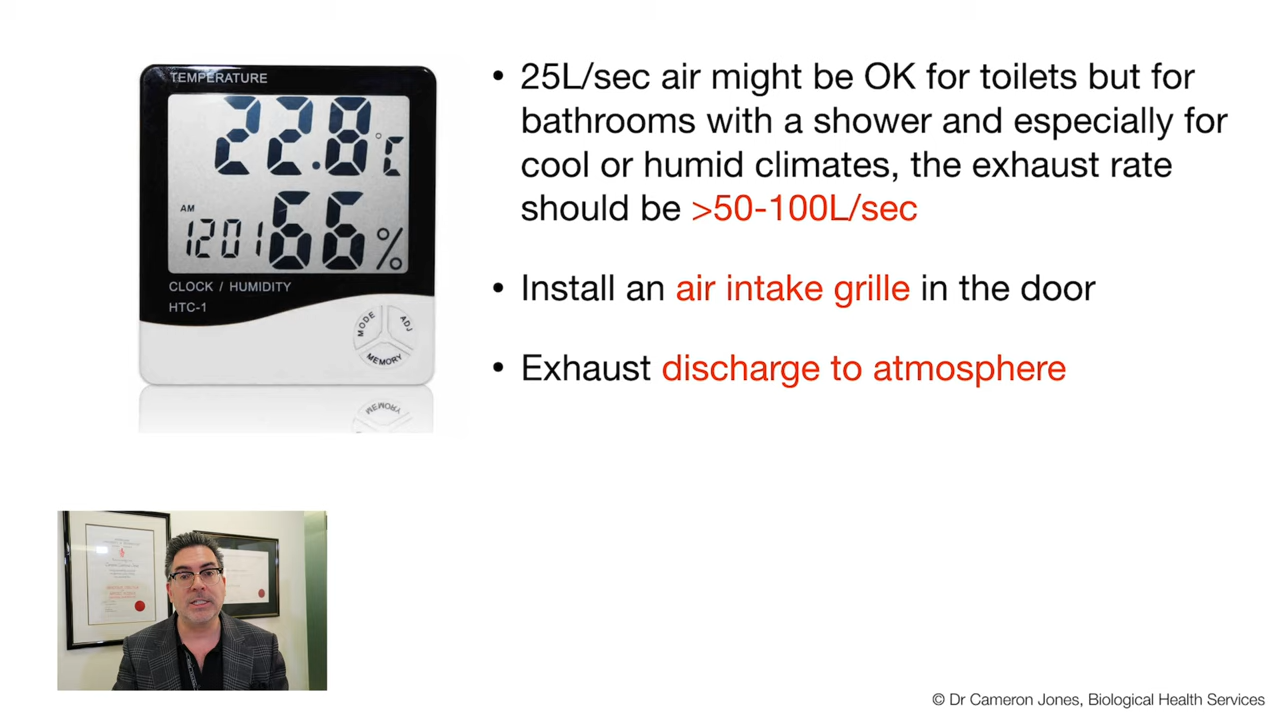 TEMPERATURE
22.8°C
AM
1201 66%
CLOCK / HUMIDITY
HTC-1
MODE
ADJ
MEMORY
• 25L/sec air might be OK for toilets but for
bathrooms with a shower and especially for
cool or humid climates, the exhaust rate
should be >50-100L/sec
• Install an air intake grille in the door
• Exhaust discharge to atmosphere
© Dr Cameron Jones, Biological Health Services